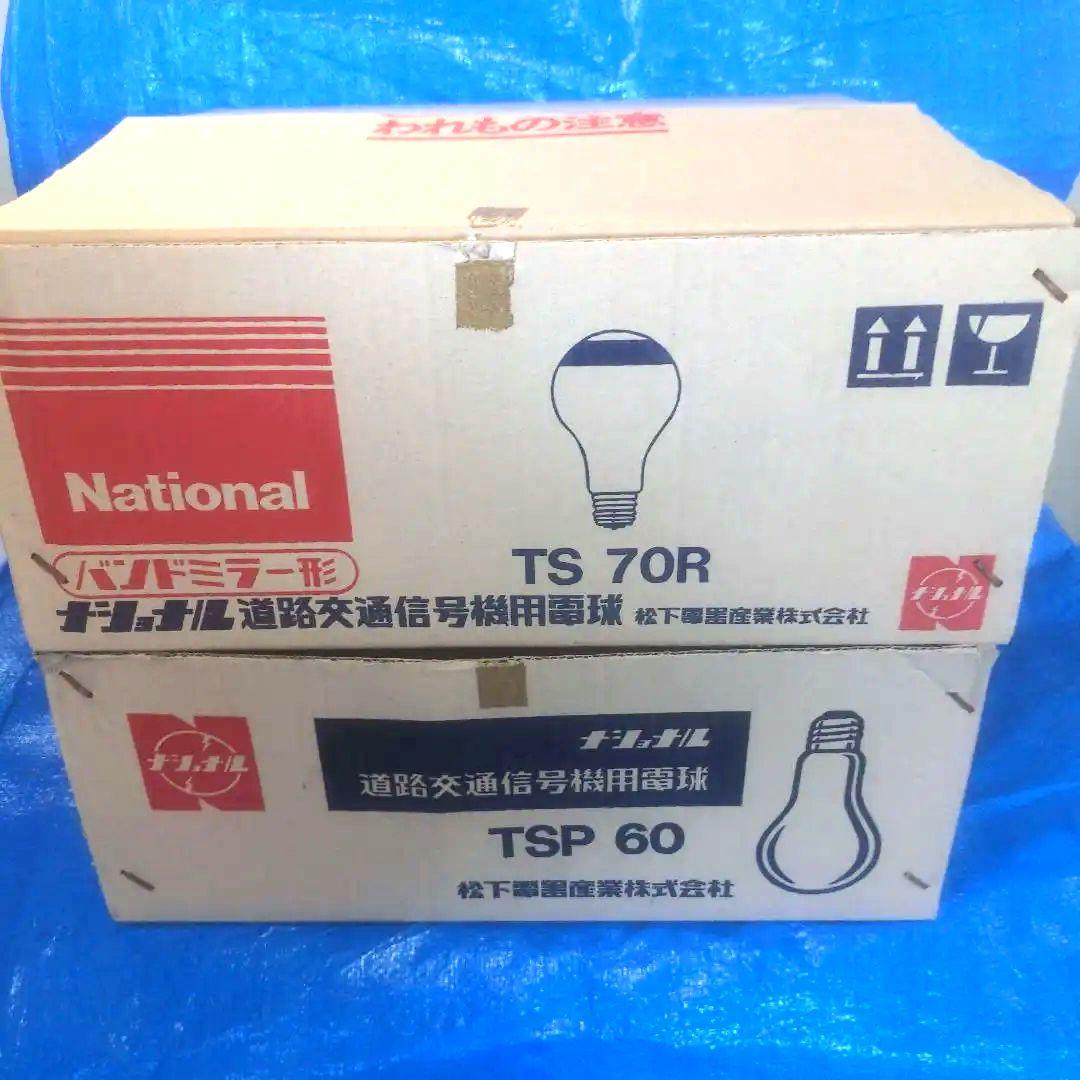 われもの注意
National
バンドミラー形
TS 70R
ナショナル
ナショナル 道路交通信号機用電球 松下電器産業株式会社
ナショナル
ナショナル
道路交通信号機用電球
TSP 60
松下電器産業株式会社